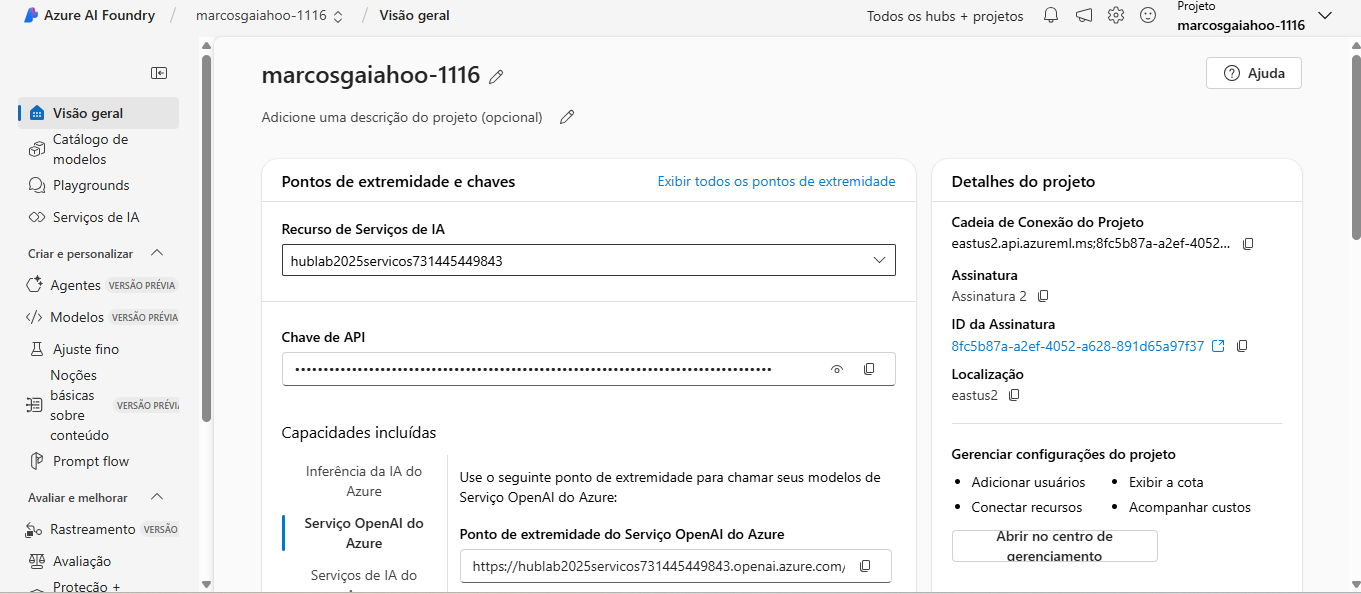 Azure AI Foundry / marcosgaiahoo-1116 / Visão geral
Todos os hubs + projetos
Projeto
marcosgaiahoo-1116
Visão geral
Catálogo de
modelos
Playgrounds
Serviços de IA
Criar e personalizar
Agentes VERSÃO PRÉVIA
Modelos VERSÃO PRÉVIA
Ajuste fino
Noções
básicas
sobre
conteúdo
VERSÃO PRÉVI
Prompt flow
Avaliar e melhorar
Rastreamento VERSÃO
Avaliação
Proteção +
marcosgaiahoo-1116
Ajuda
Adicione uma descrição do projeto (opcional)
Pontos de extremidade e chaves
Exibir todos os pontos de extremidade
Recurso de Serviços de IA
hublab2025servicos731445449843
Chave de API
Capacidades incluídas
Inferência da IA do
Azure
Serviço OpenAI do
Azure
Serviços de IA do
Use o seguinte ponto de extremidade para chamar seus modelos de
Serviço OpenAI do Azure:
Ponto de extremidade do Serviço OpenAI do Azure
https://hublab2025servicos731445449843.openai.azure.com/
Detalhes do projeto
Cadeia de Conexão do Projeto
eastus2.api.azureml.ms;8fc5b87a-a2ef-4052...
Assinatura
Assinatura 2
ID da Assinatura
8fc5b87a-a2ef-4052-a628-891d65a97f37
Localização
eastus2
Gerenciar configurações do projeto
• Adicionar usuários
• Exibir a cota
• Conectar recursos
• Acompanhar custos
Abrir no centro de
gerenciamento